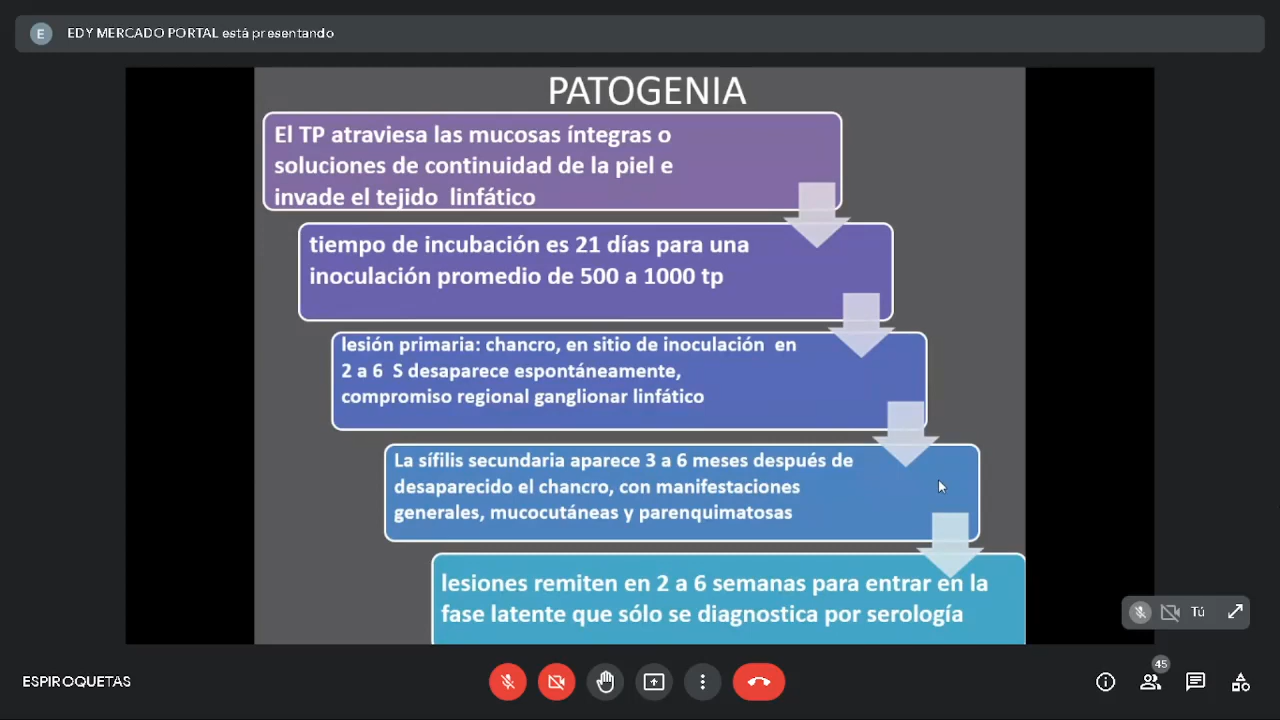 E
EDY MERCADO PORTAL está presentando
PATOGENIA
El TP atraviesa las mucosas íntegras o
soluciones de continuidad de la piel e
invade el tejido  linfático
tiempo de incubación es 21 días para una
inoculación promedio de 500 a 1000 tp
lesión primaria: chancro, en sitio de inoculación  en
2 a 6  S desaparece espontáneamente,
compromiso regional ganglionar linfático
La sífilis secundaria aparece 3 a 6 meses después de
desaparecido el chancro, con manifestaciones
generales, mucocutáneas y parenquimatosas
lesiones remiten en 2 a 6 semanas para entrar en la
fase latente que sólo se diagnostica por serología
Tú
ESPIROQUETAS
45